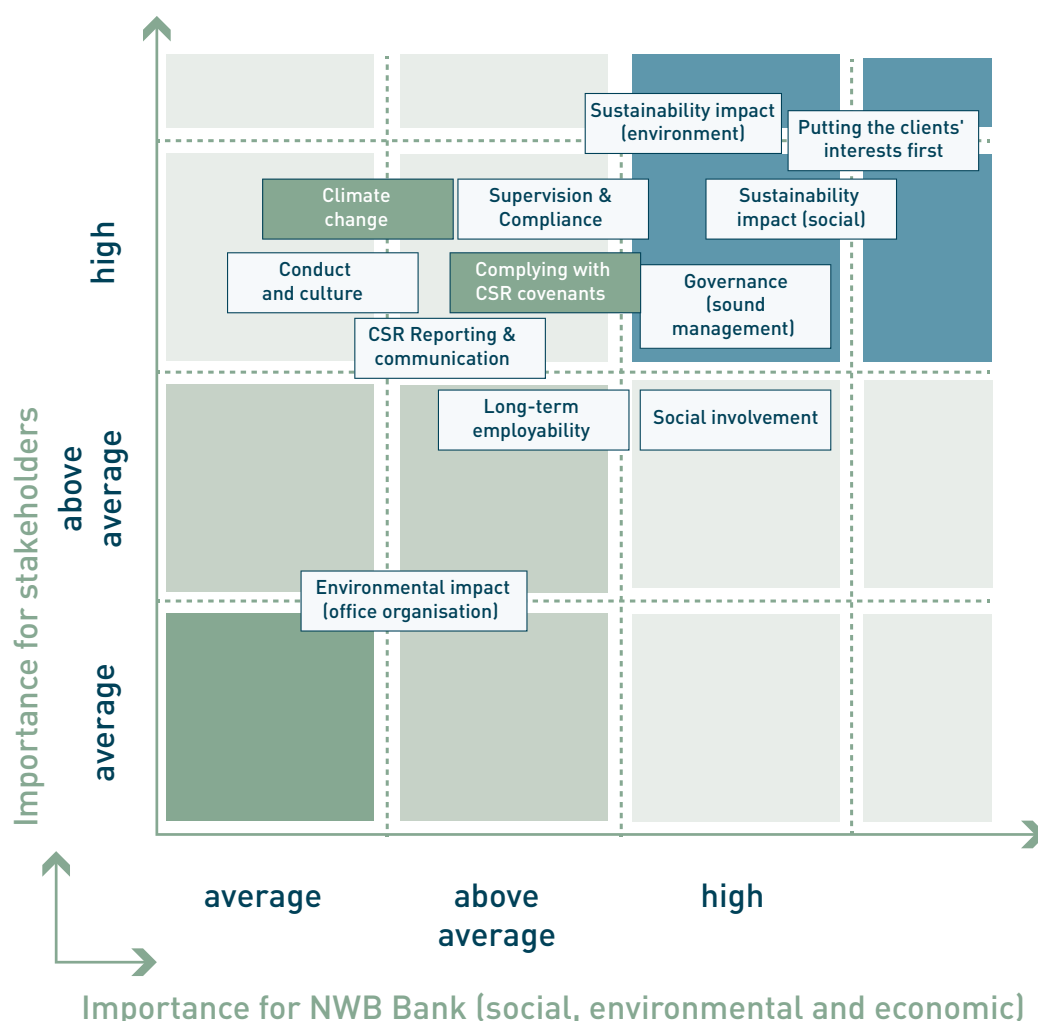 Sustainability impact
(environment)
Putting the clients'
interests first
Climate
change
Supervision &
Compliance
Sustainability
impact (social)
Conduct
and culture
Complying with
CSR covenants
Governance
(sound
management)
CSR Reporting &
communication
Long-term
employability
Social involvement
Environmental impact
(office organisation)
Importance for stakeholders
high
above
average
average
average
above
average
high
Importance for NWB Bank (social, environmental and economic)